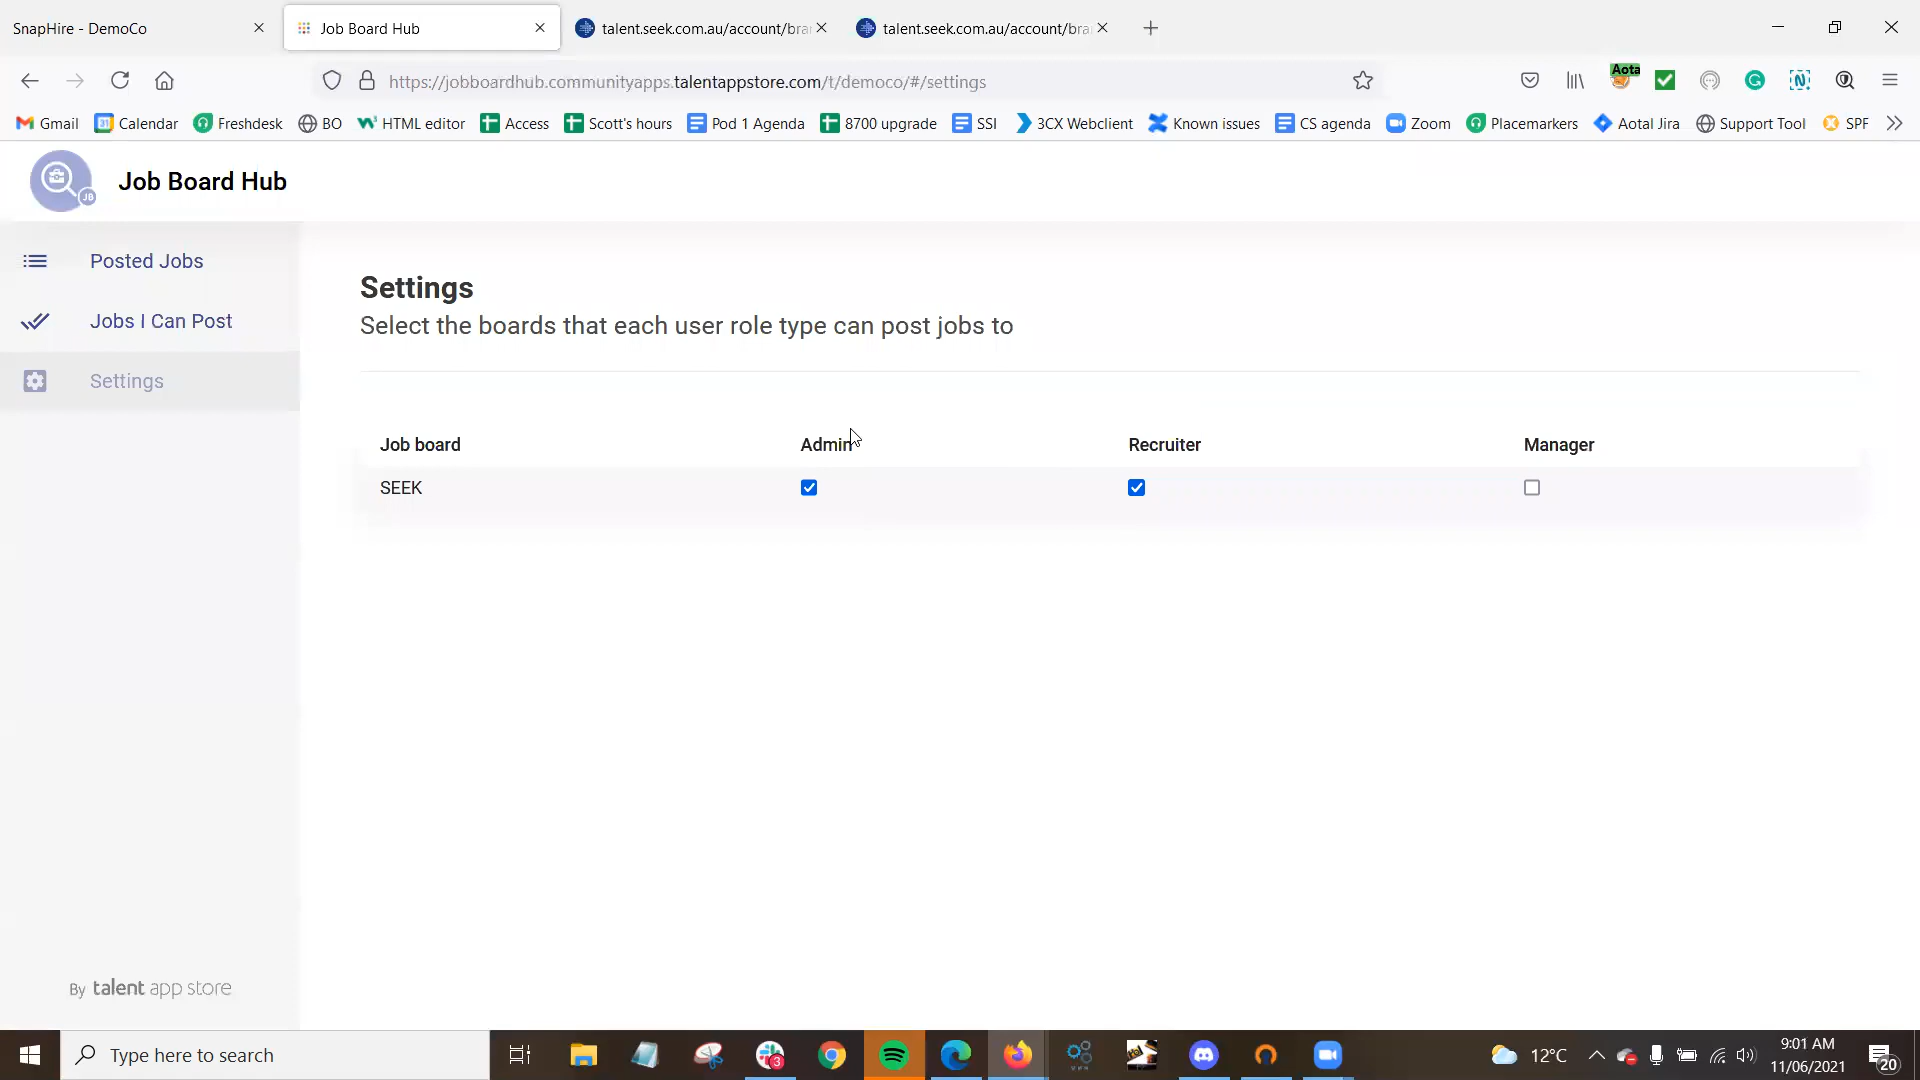 SnapHire - DemoCo
Job Board Hub
talent.seek.com.au/account/bra
talent.seek.com.au/account/bra
https://jobboardhub.communityapps.talentappstore.com/t/democo/#/settings
Aota
Gmail
Calendar
Freshdesk
BO
HTML editor
Access
Scott's hours
Pod 1 Agenda
8700 upgrade
SSI
3CX Webclient
Known issues
CS agenda
Zoom
Placemarkers
Aotal Jira
Support Tool
SPF
JB
Job Board Hub
Posted Jobs
Jobs I Can Post
Settings
Settings
Select the boards that each user role type can post jobs to
Job board Admin Recruiter Manager
SEEK
By talent app store
Type here to search
3
VPN
12°C
9:01 AM
11/06/2021
20